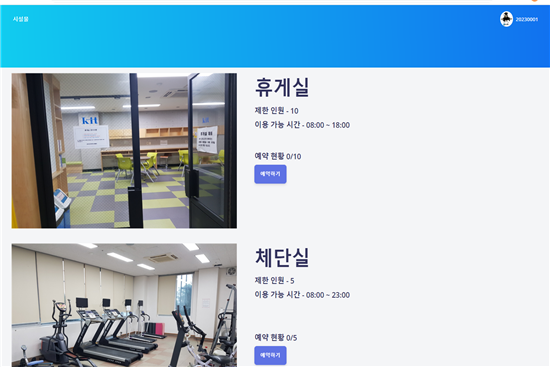 시설물
20230001
휴게실
제한 인원 - 10
이용 가능 시간 - 08:00 ~ 18:00
예약 현황 0/10
예약하기
kit
체단실
제한 인원 - 5
이용 가능 시간 - 08:00 ~ 23:00
예약 현황 0/5
예약하기